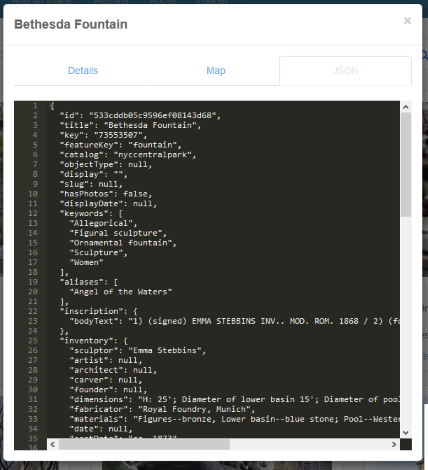 Bethesda Fountain
×
Details
Map
JSON
1 {
2 "id": "533cddb05c9596ef08143d68",
3 "title": "Bethesda Fountain",
4 "key": "73553507",
5 "featureKey": "fountain",
6 "catalog": "nyccentralpark",
7 "objectType": null,
8 "display": "",
9 "slug": null,
10 "hasPhotos": false,
11 "displayDate": null,
12 "keywords": [
13 "Allegorical",
14 "Figural sculpture",
15 "Ornamental fountain",
16 "Sculpture",
17 "Women"
18 ],
19 "aliases": [
20 "Angel of the Waters"
21 ],
22 "inscription": {
23 "bodyText": "1) (signed) EMMA STEBBINS INV.. MOD. ROM. 1868 / 2) (fo
24 },
25 "inventory": {
26 "sculptor": "Emma Stebbins",
27 "artist": null,
28 "architect": null,
29 "carver": null,
30 "founder": null,
31 "dimensions": "H: 25'; Diameter of lower basin 15'; Diameter of pool
32 "fabricator": "Royal Foundry, Munich",
33 "materials": "Figures--bronze, Lower basin--blue stone; Pool--Wester
34 "date": null,
35 "castDate": "ca. 1873"
36